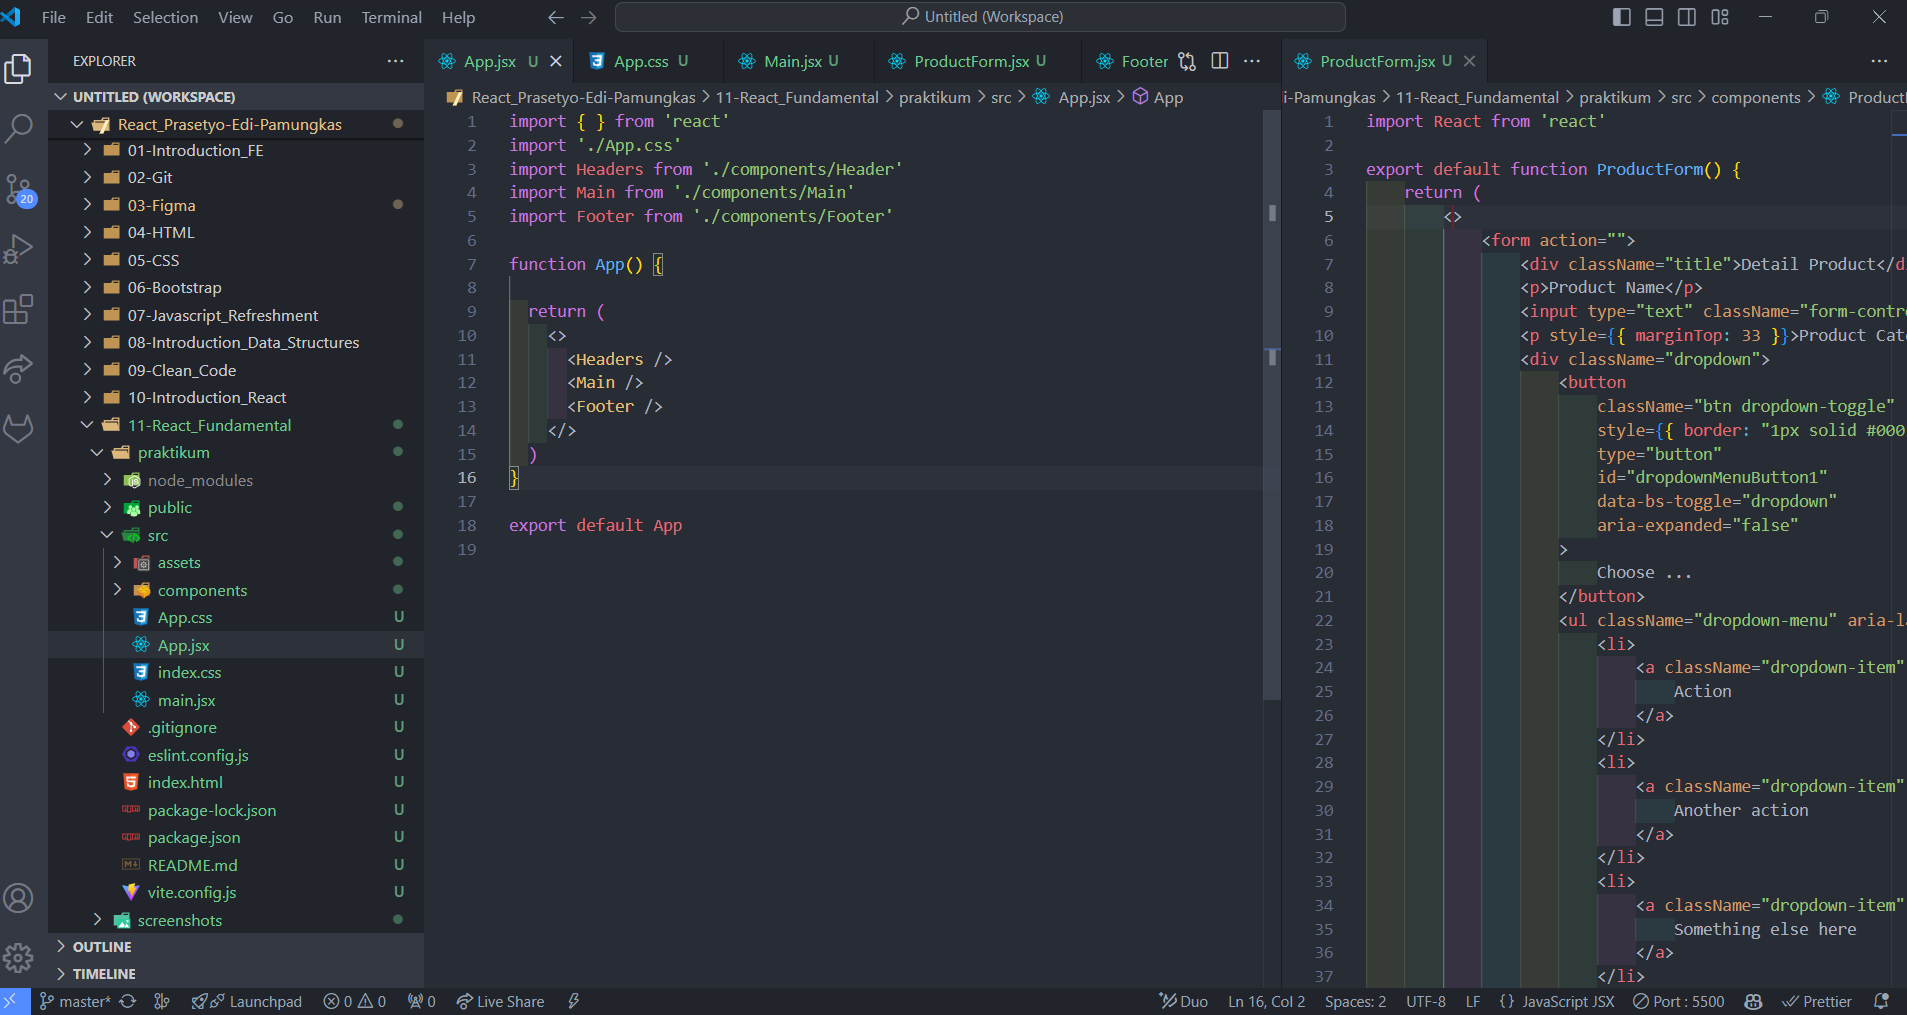 File Edit Selection View Go Run Terminal Help
Untitled (Workspace)
EXPLORER
UNTITLED (WORKSPACE)
React_Prasetyo-Edi-Pamungkas
01-Introduction_FE
02-Git
03-Figma
04-HTML
05-CSS
06-Bootstrap
07-Javascript_Refreshment
08-Introduction_Data_Structures
09-Clean_Code
10-Introduction_React
11-React_Fundamental
praktikum
node_modules
public
src
assets
components
App.css U
App.jsx U
index.css U
main.jsx U
.gitignore U
eslint.config.js U
index.html U
package-lock.json U
package.json U
README.md U
vite.config.js U
screenshots
OUTLINE
TIMELINE
20
App.jsx U App.css U Main.jsx U ProductForm.jsx U Footer
React_Prasetyo-Edi-Pamungkas > 11-React_Fundamental > praktikum > src > App.jsx > App
1 import { } from 'react'
2 import './App.css'
3 import Headers from './components/Header'
4 import Main from './components/Main'
5 import Footer from './components/Footer'
6
7 function App() {
8
9 return (
10 <>
11 <Headers />
12 <Main />
13 <Footer />
14 </>
15 )
16 }
17
18 export default App
19
ProductForm.jsx U
i-Pamungkas > 11-React_Fundamental > praktikum > src > components > Product
1 import React from 'react'
2
3 export default function ProductForm() {
4 return (
5 <>
6 <form action="">
7 <div className="title">Detail Product</d
8 <p>Product Name</p>
9 <input type="text" className="form-contr
10 <p style={{ marginTop: 33 }}>Product Cat
11 <div className="dropdown">
12 <button
13 className="btn dropdown-toggle"
14 style={{ border: "1px solid #000
15 type="button"
16 id="dropdownMenuButton1"
17 data-bs-toggle="dropdown"
18 aria-expanded="false"
19 >
20 Choose ...
21 </button>
22 <ul className="dropdown-menu" aria-l
23 <li>
24 <a className="dropdown-item"
25 Action
26 </a>
27 </li>
28 <li>
29 <a className="dropdown-item"
30 Another action
31 </a>
32 </li>
33 <li>
34 <a className="dropdown-item"
35 Something else here
36 </a>
37 </li>
master* Launchpad 0 0 0 Live Share Duo Ln 16, Col 2 Spaces: 2 UTF-8 LF {} JavaScript JSX Port : 5500 Prettier